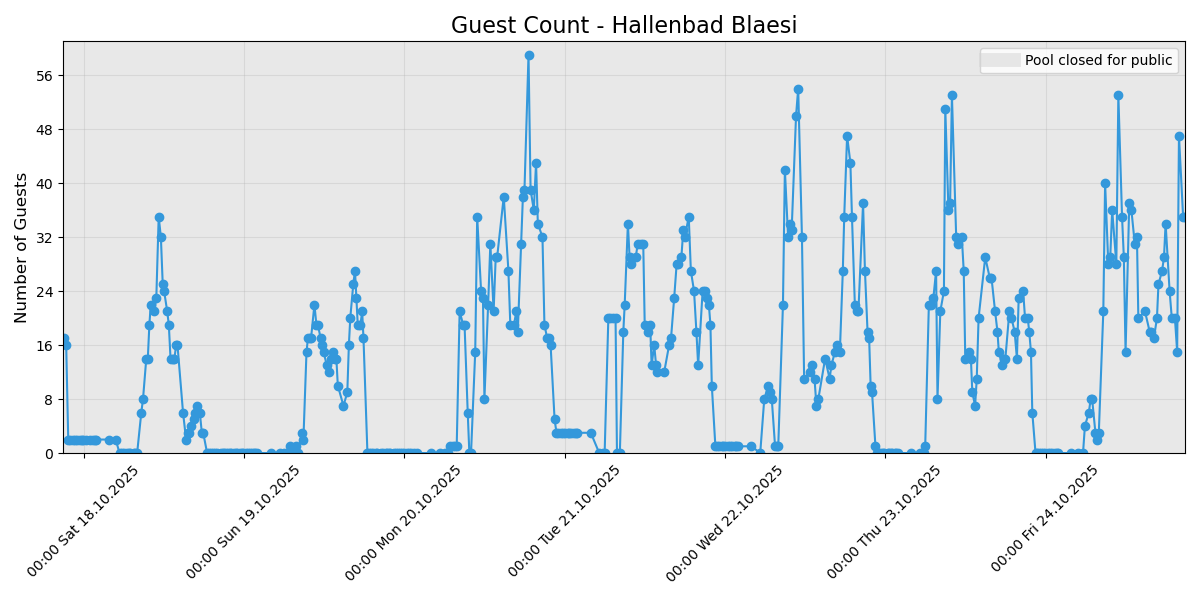 Guest Count - Hallenbad Blaesi
Pool closed for public
Number of Guests
56
48
40
32
24
16
8
0
00:00 Sat 18.10.2025
00:00 Sun 19.10.2025
00:00 Mon 20.10.2025
00:00 Tue 21.10.2025
00:00 Wed 22.10.2025
00:00 Thu 23.10.2025
00:00 Fri 24.10.2025